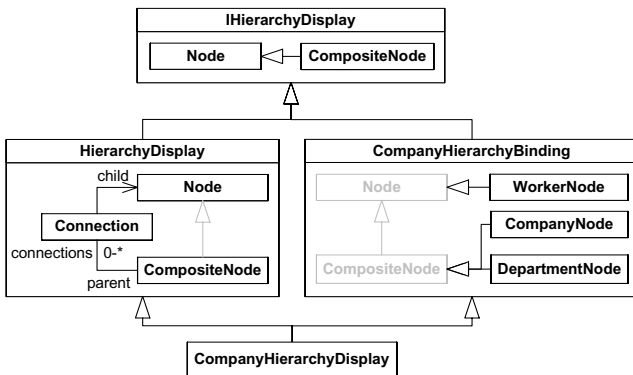 IHierarchyDisplay
Node
CompositeNode
HierarchyDisplay
child
Node
Connection
connections
0-*
CompositeNode
parent
CompanyHierarchyBinding
Node
WorkerNode
CompanyNode
CompositeNode
DepartmentNode
CompanyHierarchyDisplay